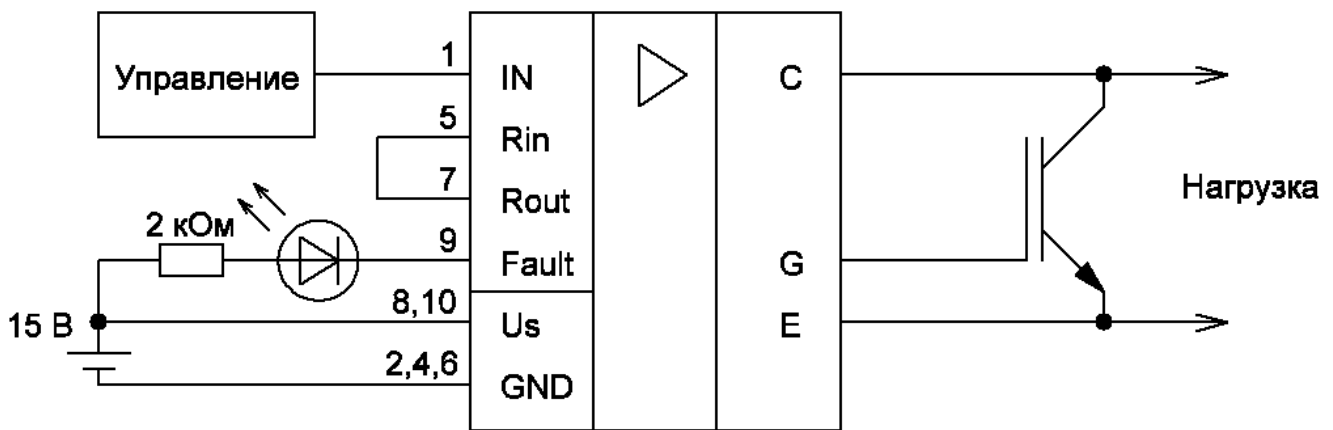 Управление
1
IN
C
5
Rin
7
Rout
Нагрузка
2 кОм
9
Fault
G
8,10
15 В
Us
E
2,4,6
GND